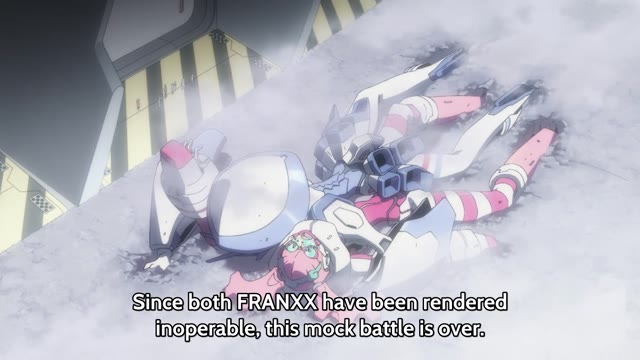 Since both FRANXX have been rendered
inoperable, this mock battle is over.